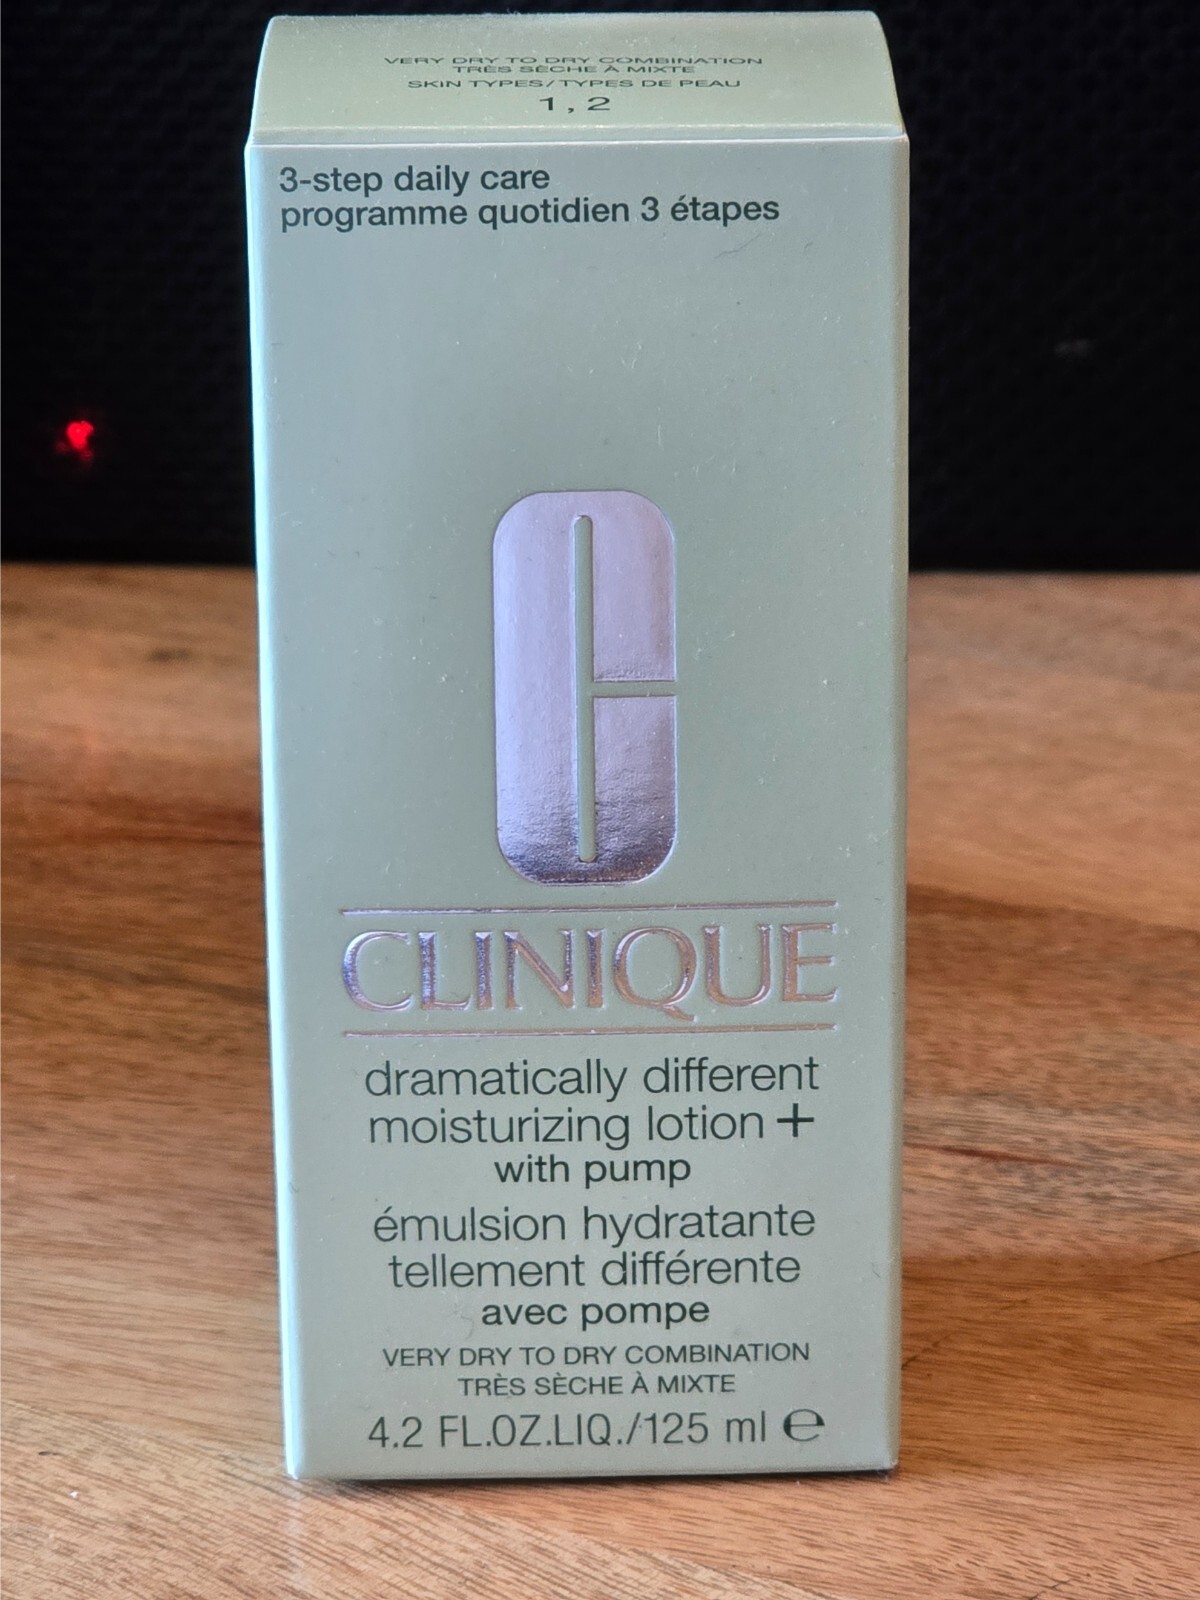 VERY DRY TO DRY COMBINATION
TRÈS SÈCHE À MIXTE
SKIN TYPES/TYPES DE PEAU
1, 2
3-step daily care
programme quotidien 3 étapes
C
CLINIQUE
dramatically different
moisturizing lotion +
with pump
émulsion hydratante
tellement différente
avec pompe
VERY DRY TO DRY COMBINATION
TRÈS SÈCHE À MIXTE
4.2 FL.OZ.LIQ./125 ml ℮